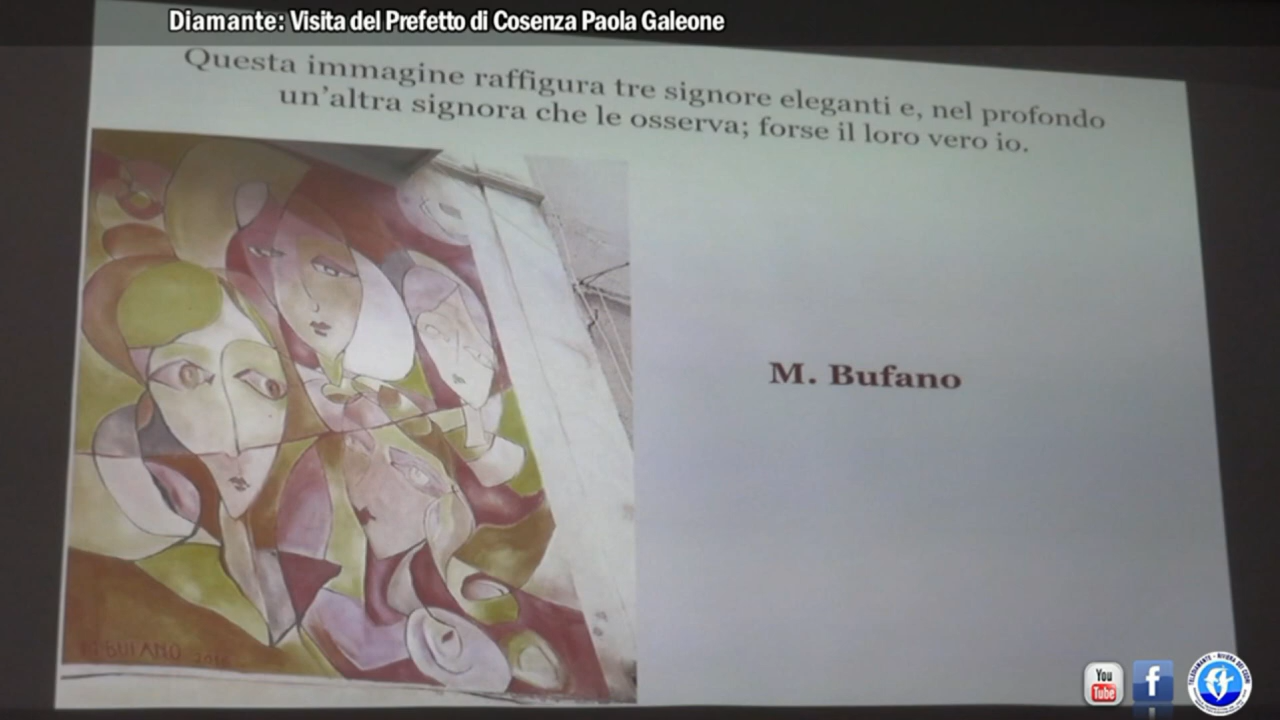 Diamante: Visita del Prefetto di Cosenza Paola Galeone
Questa immagine raffigura tre signore eleganti e, nel profondo
un'altra signora che le osserva; forse il loro vero io.
M. Bufano
BUFANO
You
Tube
f